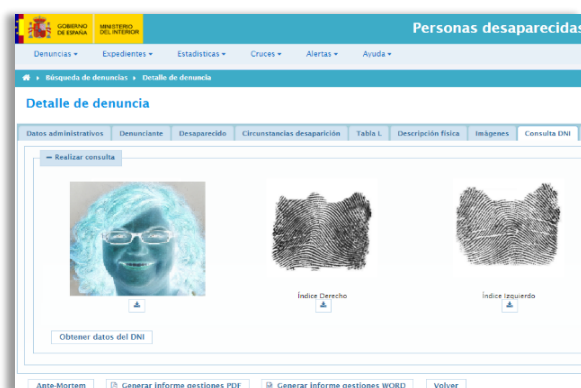 GOBIERNO DE ESPAÑA
MINISTERIO DEL INTERIOR
Personas desaparecidas
Denuncias Expedientes Estadísticas Cruces Alertas Ayuda
Búsqueda de denuncias Detalle de denuncia
Detalle de denuncia
Datos administrativos Denunciante Desaparecido Circunstancias desaparición Tabla L Descripción física Imágenes Consulta DNI
Realizar consulta
Índice Derecho Índice Izquierdo
Obtener datos del DNI
Ante-Mortem Generar informe gestiones PDF Generar informe gestiones WORD Volver